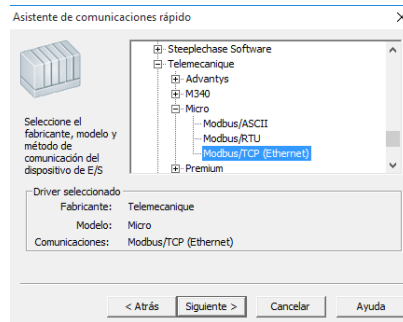 Asistente de comunicaciones rápido
Steeplechase Software
Telemecanique
Advantys
M340
Micro
Modbus/ASCII
Modbus/RTU
Modbus/TCP (Ethernet)
Premium
Seleccione el
fabricante, modelo y
método de
comunicación del
dispositivo de E/S
Driver seleccionado
Fabricante: Telemecanique
Modelo: Micro
Comunicaciones: Modbus/TCP (Ethernet)
< Atrás Siguiente > Cancelar Ayuda